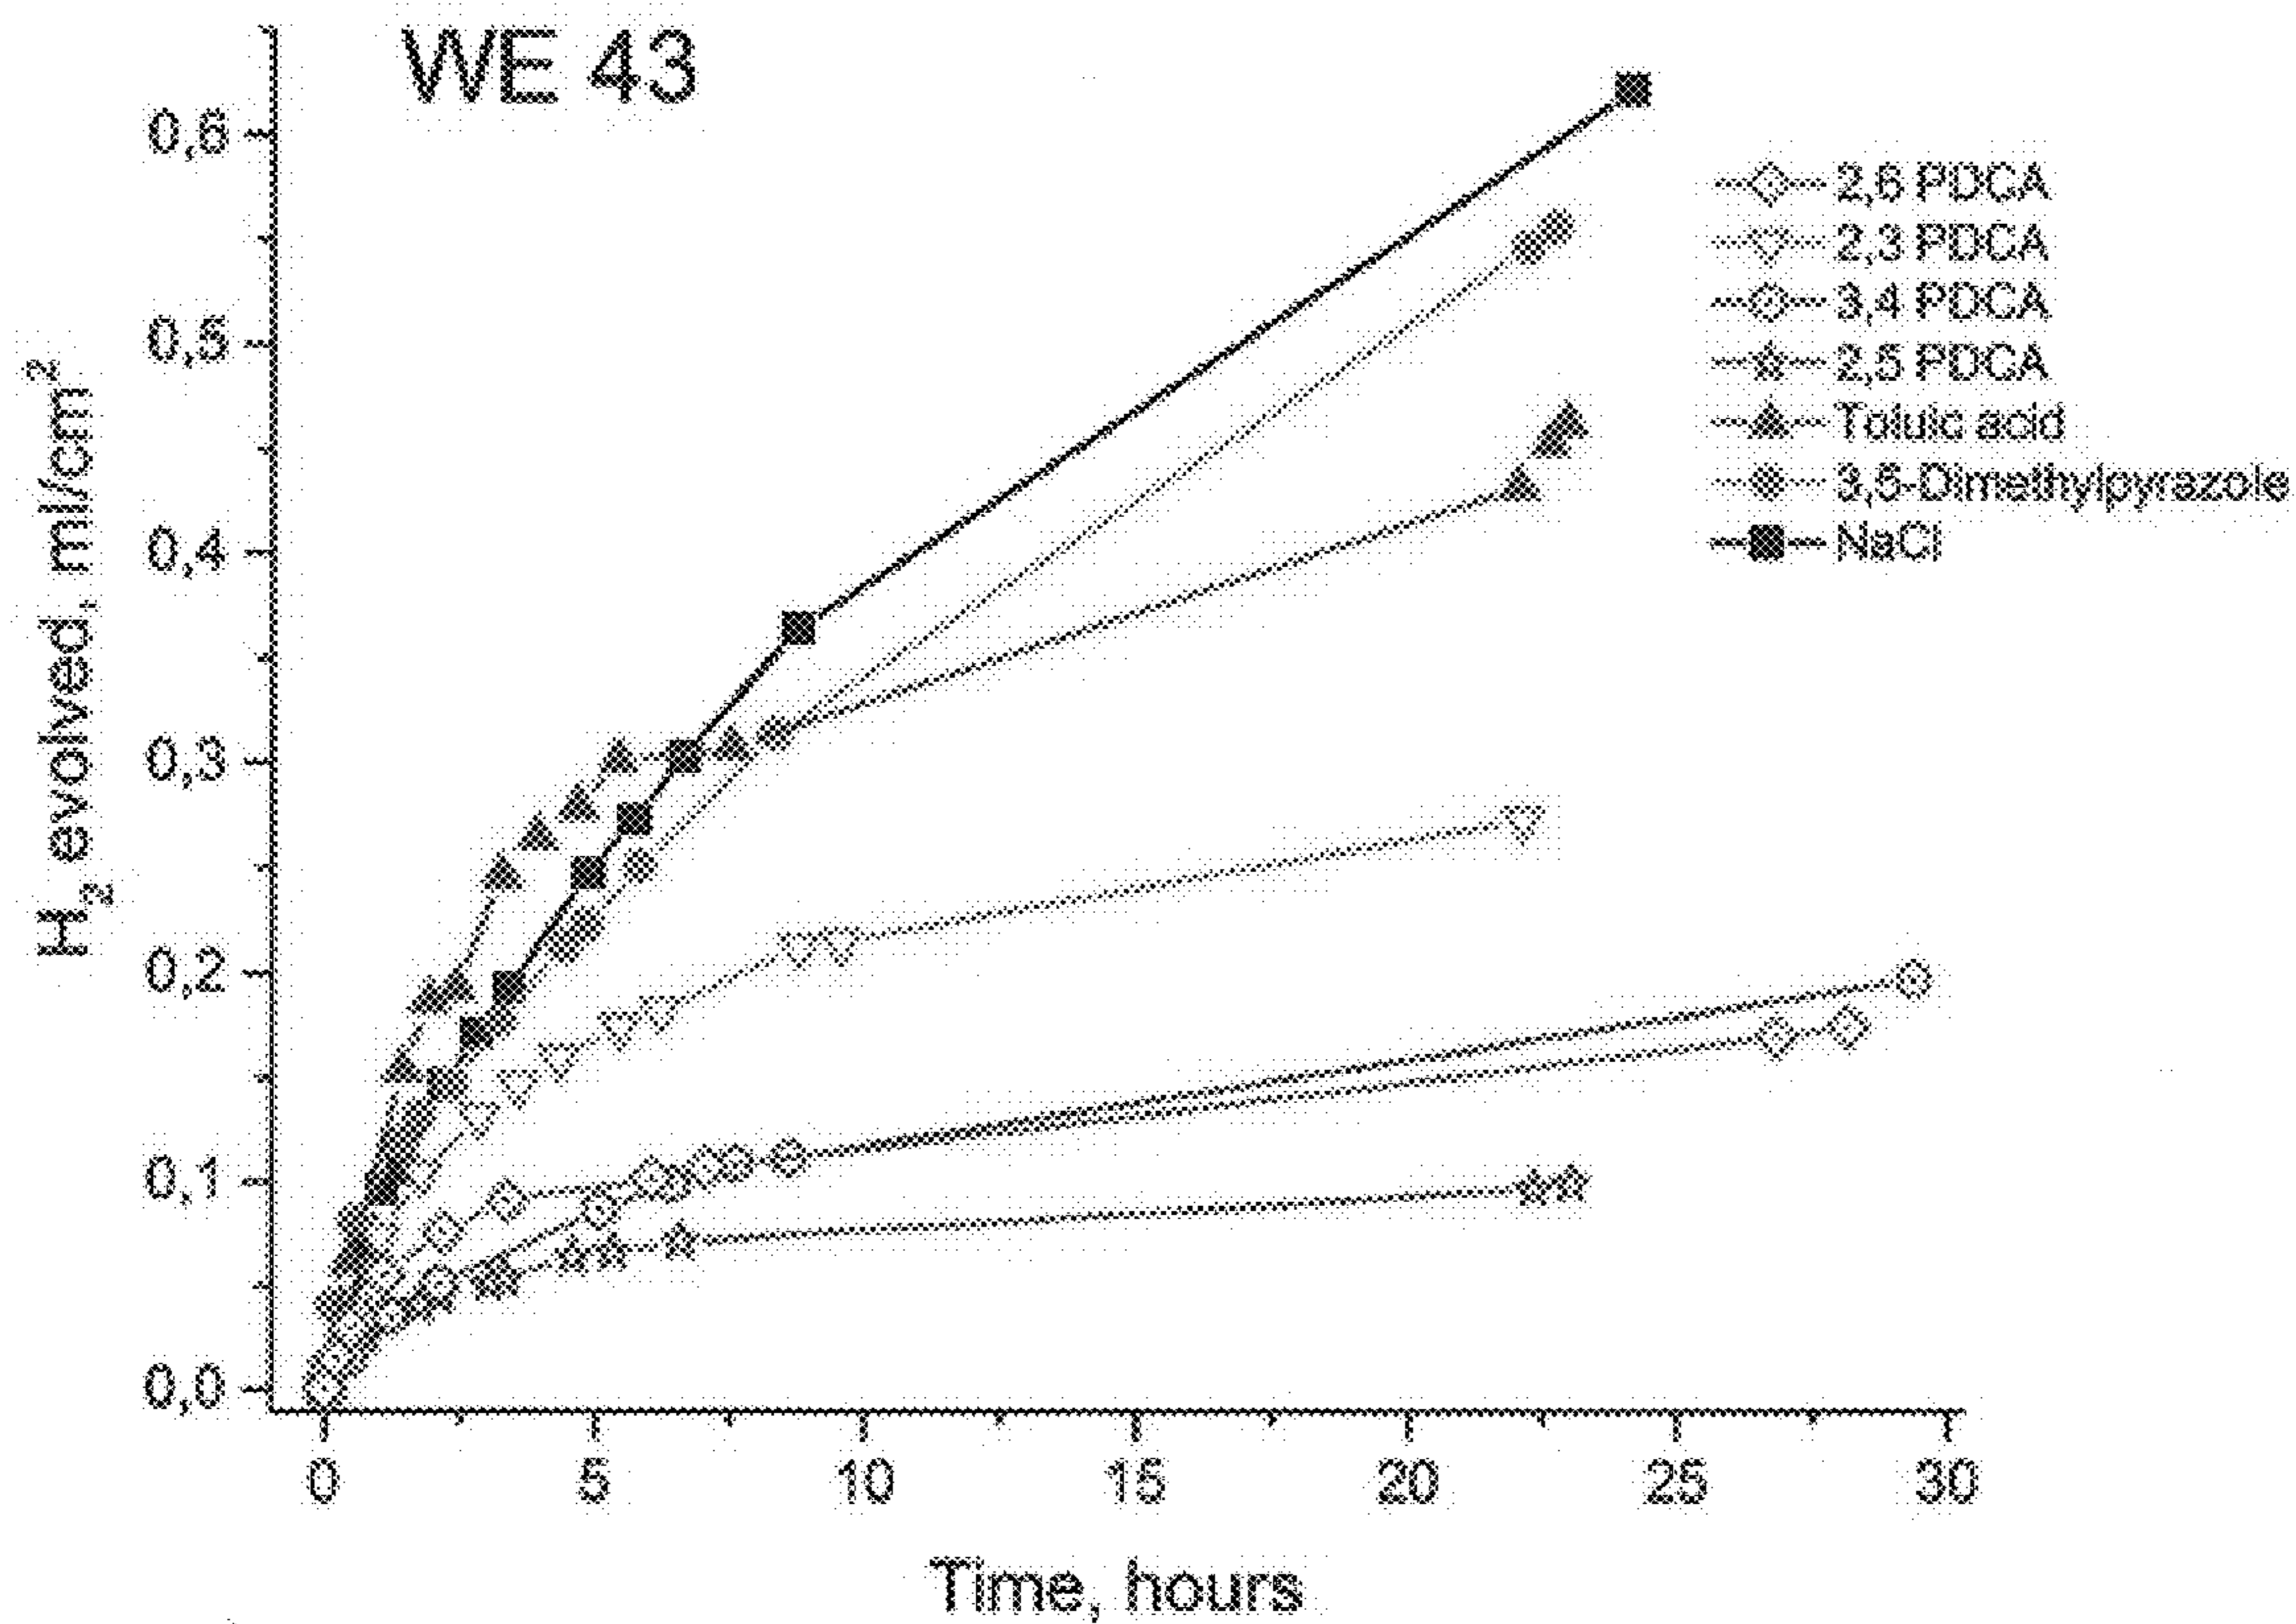 WE 43
0,6
0,5
0,4
0,3
0,2
0,1
0,0
H2 evolved, ml/cm2
2,6 PDCA
2,3 PDCA
3,4 PDCA
2,5 PDCA
Toluic acid
3,5-Dimethylpyrazole
NaCl
0 5 10 15 20 25 30
Time, hours